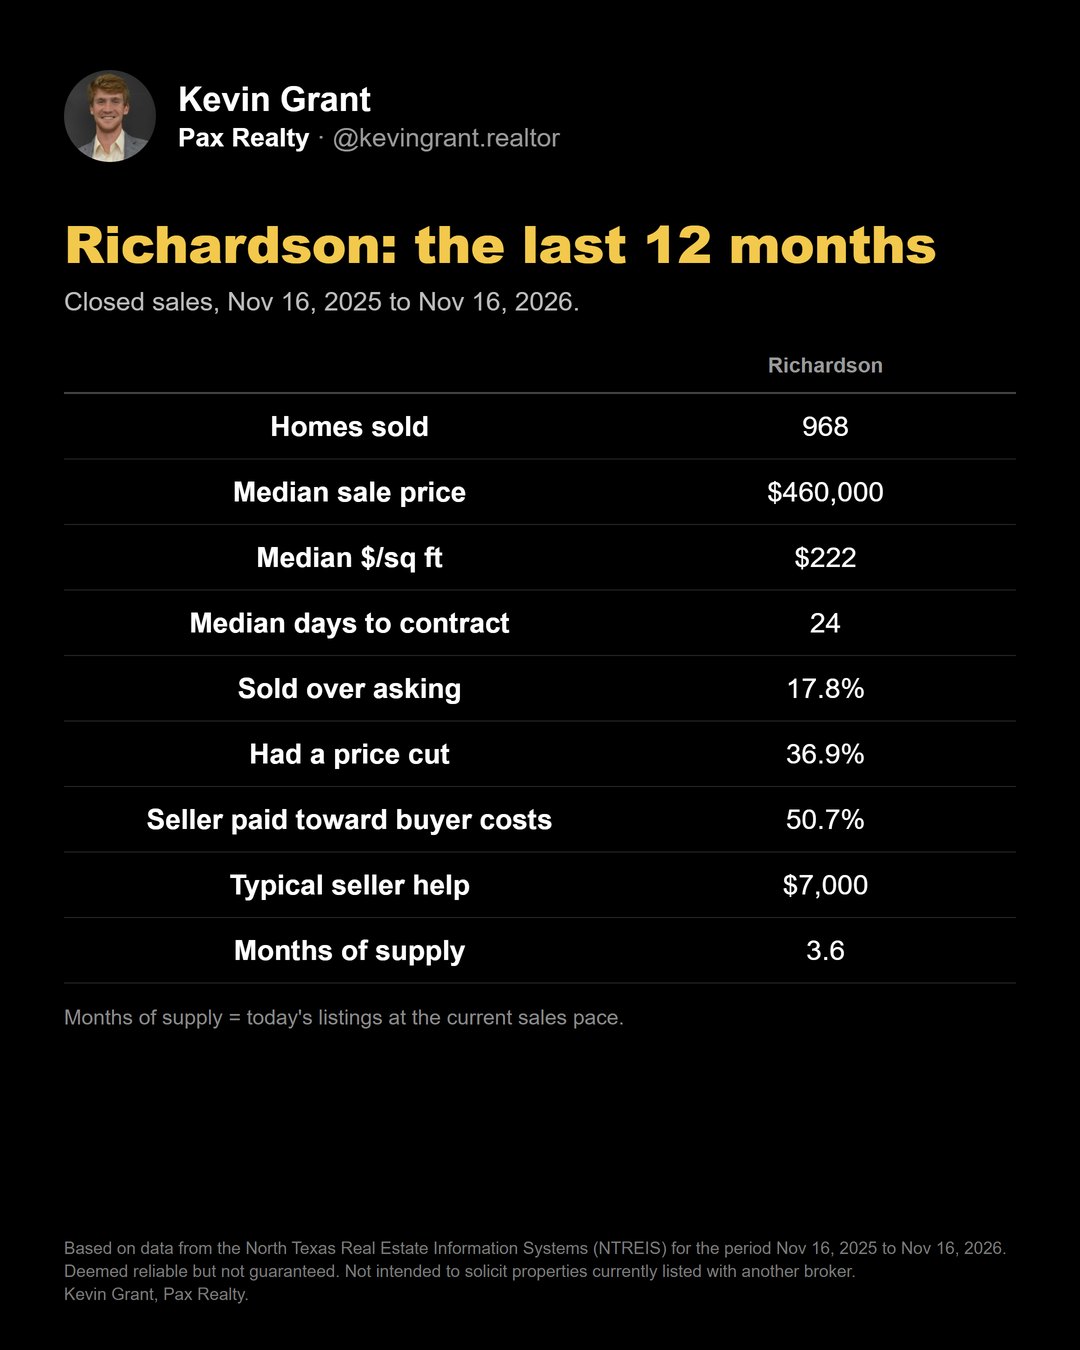 Kevin Grant
Pax Realty · @kevingrant.realtor
Richardson: the last 12 months
Closed sales, Nov 16, 2025 to Nov 16, 2026.
Richardson
Homes sold 968
Median sale price $460,000
Median $/sq ft $222
Median days to contract 24
Sold over asking 17.8%
Had a price cut 36.9%
Seller paid toward buyer costs 50.7%
Typical seller help $7,000
Months of supply 3.6
Months of supply = today's listings at the current sales pace.
Based on data from the North Texas Real Estate Information Systems (NTREIS) for the period Nov 16, 2025 to Nov 16, 2026.
Deemed reliable but not guaranteed. Not intended to solicit properties currently listed with another broker.
Kevin Grant, Pax Realty.